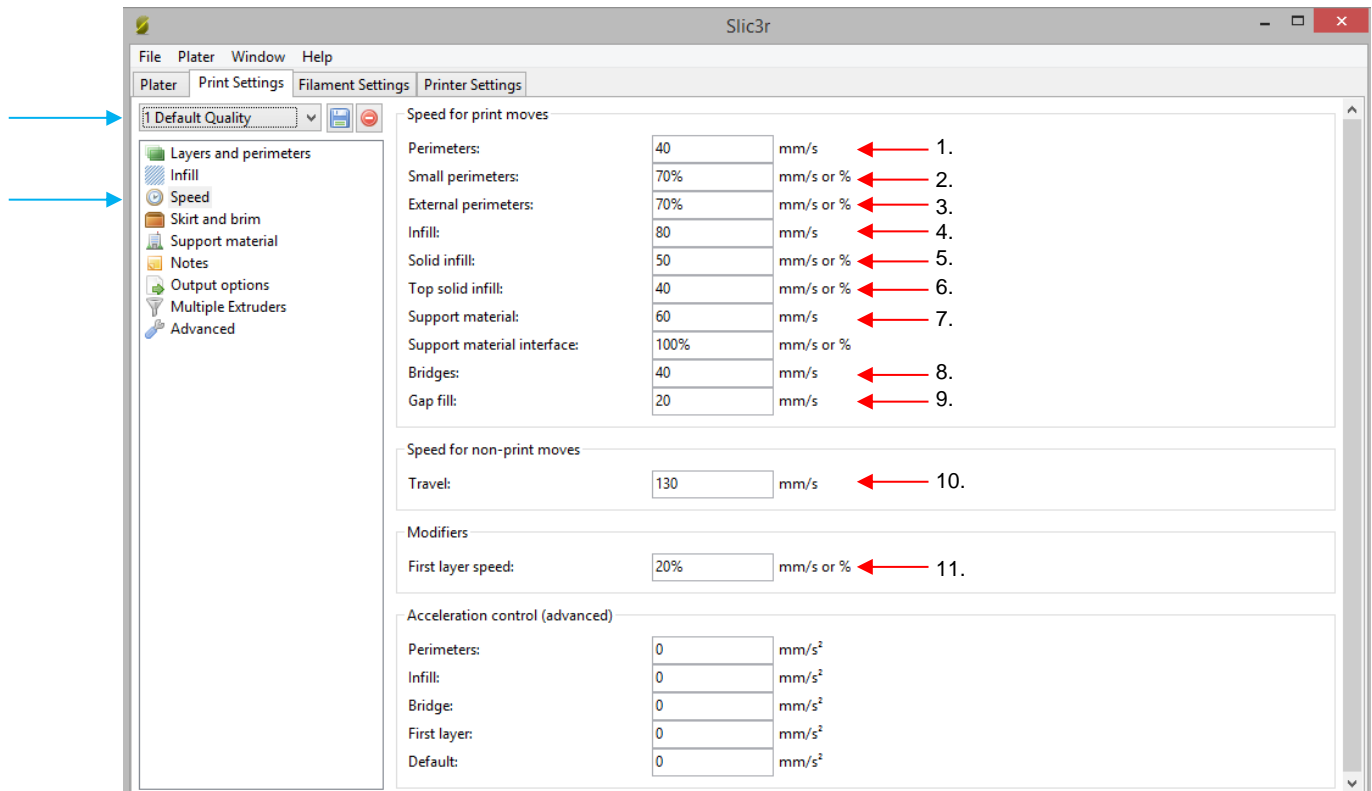 Slic3r
File Plater Window Help
Plater Print Settings Filament Settings Printer Settings
1 Default Quality
Layers and perimeters
Infill
Speed
Skirt and brim
Support material
Notes
Output options
Multiple Extruders
Advanced
Speed for print moves
Perimeters: 40 mm/s 1.
Small perimeters: 70% mm/s or % 2.
External perimeters: 70% mm/s or % 3.
Infill: 80 mm/s 4.
Solid infill: 50 mm/s or % 5.
Top solid infill: 40 mm/s or % 6.
Support material: 60 mm/s 7.
Support material interface: 100% mm/s or %
Bridges: 40 mm/s 8.
Gap fill: 20 mm/s 9.
Speed for non-print moves
Travel: 130 mm/s 10.
Modifiers
First layer speed: 20% mm/s or % 11.
Acceleration control (advanced)
Perimeters: 0 mm/s²
Infill: 0 mm/s²
Bridge: 0 mm/s²
First layer: 0 mm/s²
Default: 0 mm/s²